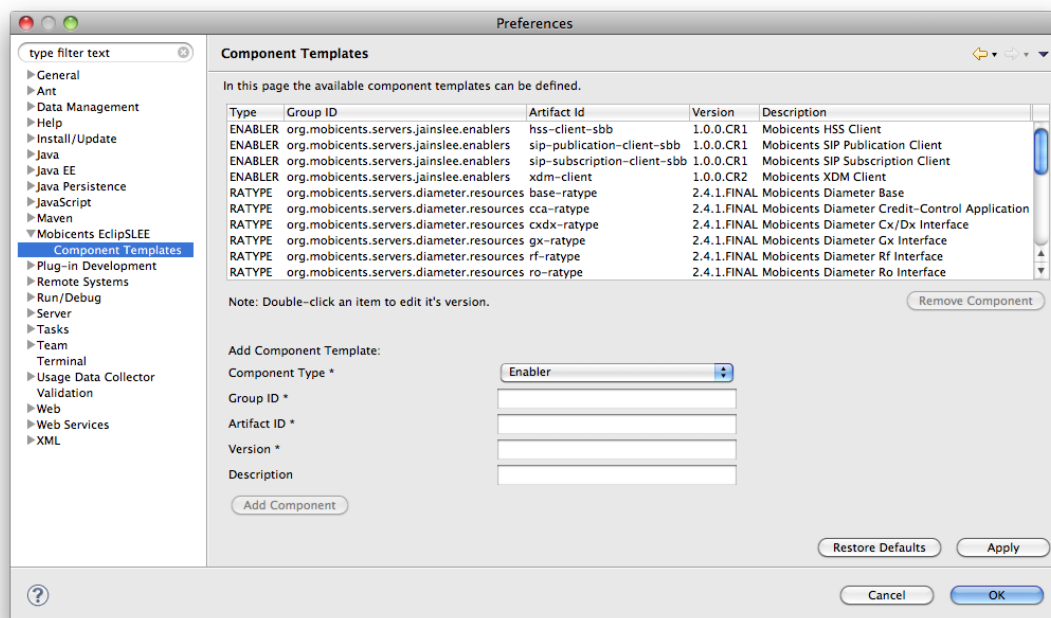 Preferences
type filter text
General
Ant
Data Management
Help
Install/Update
Java
Java EE
Java Persistence
JavaScript
Maven
Mobicents EclipSLEE
Component Templates
Plug-in Development
Remote Systems
Run/Debug
Server
Tasks
Team
Terminal
Usage Data Collector
Validation
Web
Web Services
XML
Component Templates
In this page the available component templates can be defined.
Type Group ID Artifact Id Version Description
ENABLER org.mobicents.servers.jainslee.enablers hss-client-sbb 1.0.0.CR1 Mobicents HSS Client
ENABLER org.mobicents.servers.jainslee.enablers sip-publication-client-sbb 1.0.0.CR1 Mobicents SIP Publication Client
ENABLER org.mobicents.servers.jainslee.enablers sip-subscription-client-sbb 1.0.0.CR1 Mobicents SIP Subscription Client
ENABLER org.mobicents.servers.jainslee.enablers xdm-client 1.0.0.CR2 Mobicents XDM Client
RATYPE org.mobicents.servers.diameter.resources base-ratype 2.4.1.FINAL Mobicents Diameter Base
RATYPE org.mobicents.servers.diameter.resources cca-ratype 2.4.1.FINAL Mobicents Diameter Credit-Control Application
RATYPE org.mobicents.servers.diameter.resources cxdx-ratype 2.4.1.FINAL Mobicents Diameter Cx/Dx Interface
RATYPE org.mobicents.servers.diameter.resources gx-ratype 2.4.1.FINAL Mobicents Diameter Gx Interface
RATYPE org.mobicents.servers.diameter.resources rf-ratype 2.4.1.FINAL Mobicents Diameter Rf Interface
RATYPE org.mobicents.servers.diameter.resources ro-ratype 2.4.1.FINAL Mobicents Diameter Ro Interface
Note: Double-click an item to edit it's version.
Remove Component
Add Component Template:
Component Type * Enabler
Group ID *
Artifact ID *
Version *
Description
Add Component
Restore Defaults Apply
? Cancel OK